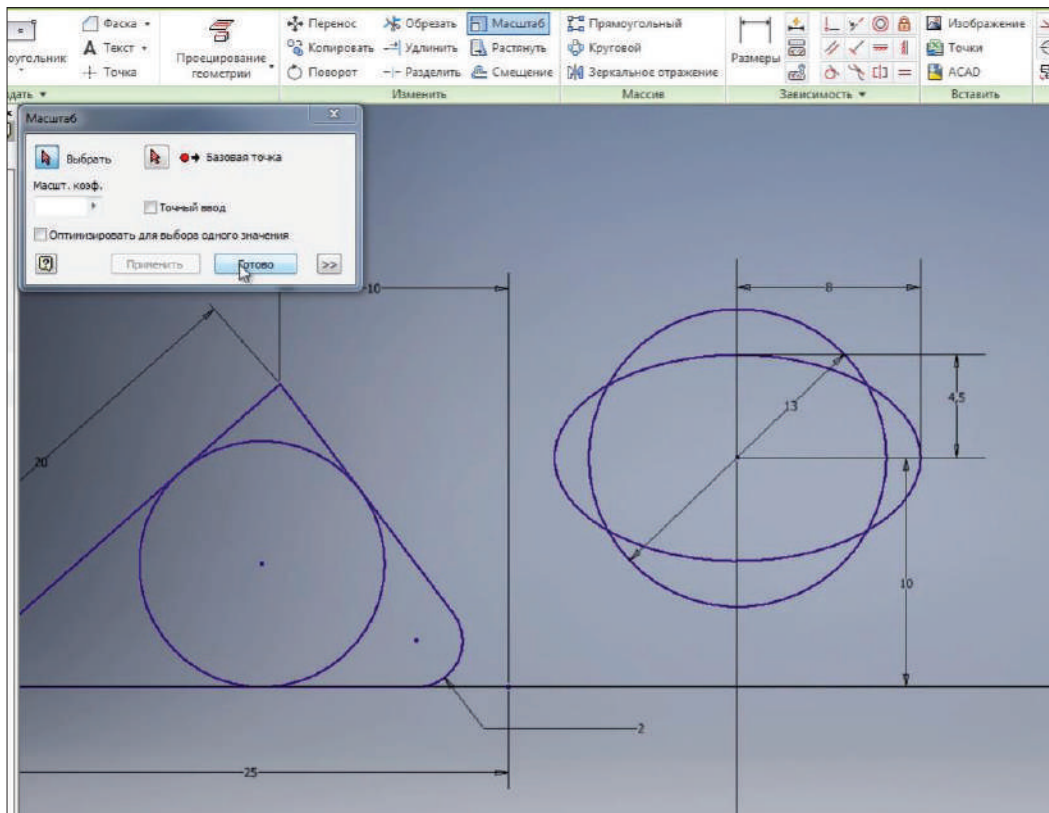 Фаска Перенос Обрезать Масштаб Прямоугольный Изображение
оугольник Текст Проецирование геометрии Копировать Удлинить Растянуть Круговой Размеры Точки
Точка Поворот Разделить Смещение Зеркальное отражение ACAD
дать Изменить Массив Зависимость Вставить
Масштаб
Выбрать Базовая точка
Масшт. коэф.
Точный ввод
Оптимизировать для выбора одного значения
Применить Готово >>
10
8
4,5
13
20
10
2
25